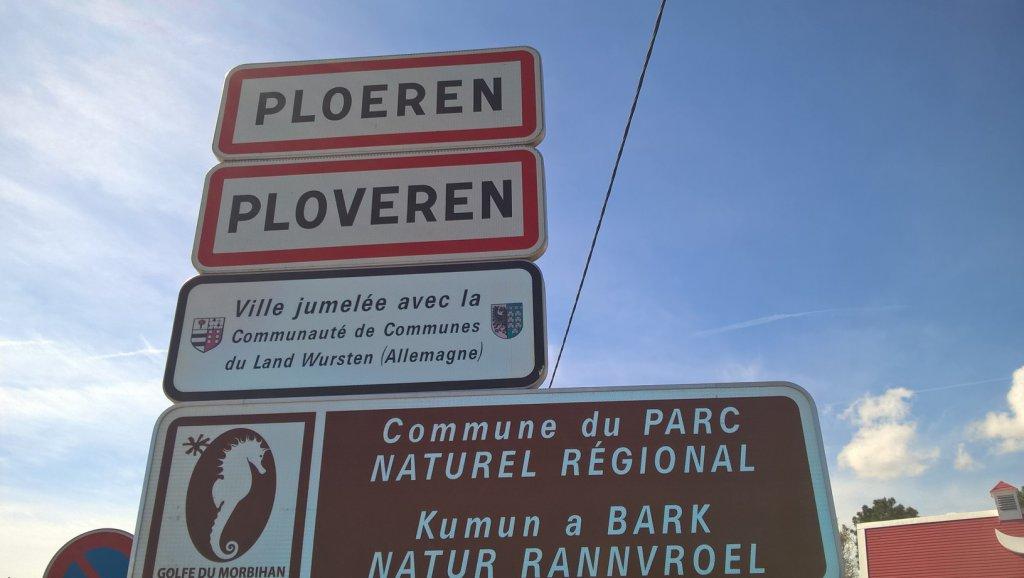 PLOEREN
PLOVEREN
Ville jumelée avec la
Communauté de Communes
du Land Wursten (Allemagne)
Commune du PARC
NATUREL RÉGIONAL
Kumun a BARK
NATUR RANNVROEL
GOLFE DU MORBIHAN